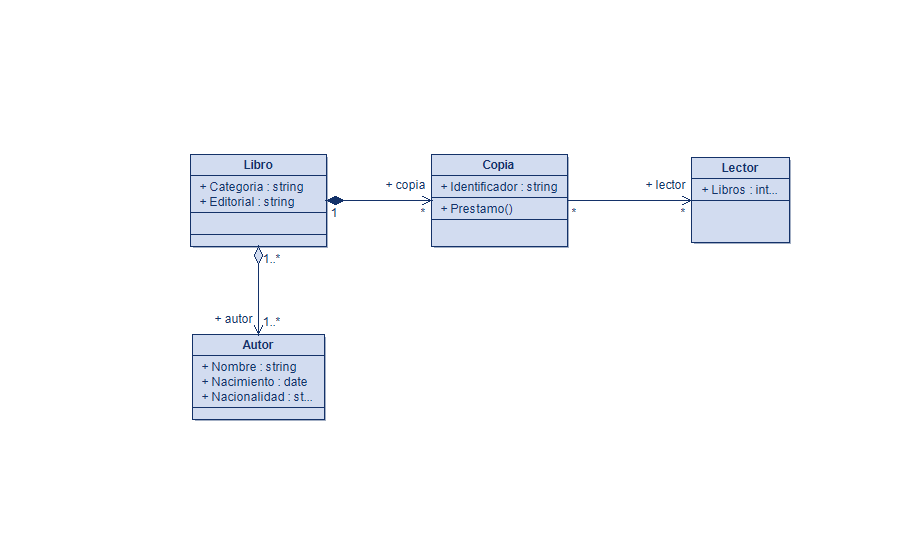 Libro
+ Categoria : string
+ Editorial : string
1
+ copia
*
Copia
+ Identificador : string
+ Prestamo()
*
+ lector
*
Lector
+ Libros : int...
1..*
+ autor
1..*
Autor
+ Nombre : string
+ Nacimiento : date
+ Nacionalidad : st...